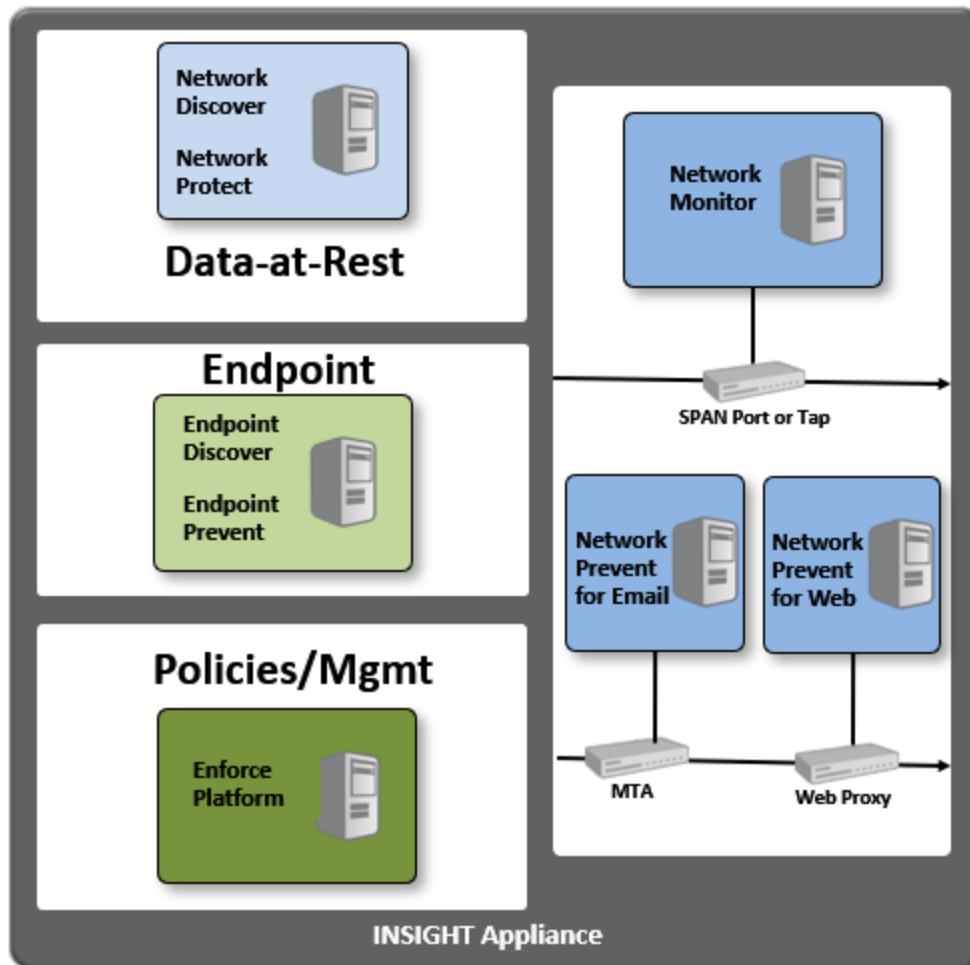 Network
Discover
Network
Protect
Data-at-Rest
Endpoint
Endpoint
Discover
Endpoint
Prevent
Policies/Mgmt
Enforce
Platform
Network
Monitor
SPAN Port or Tap
Network
Prevent
for Email
Network
Prevent
for Web
MTA
Web Proxy
INSIGHT Appliance